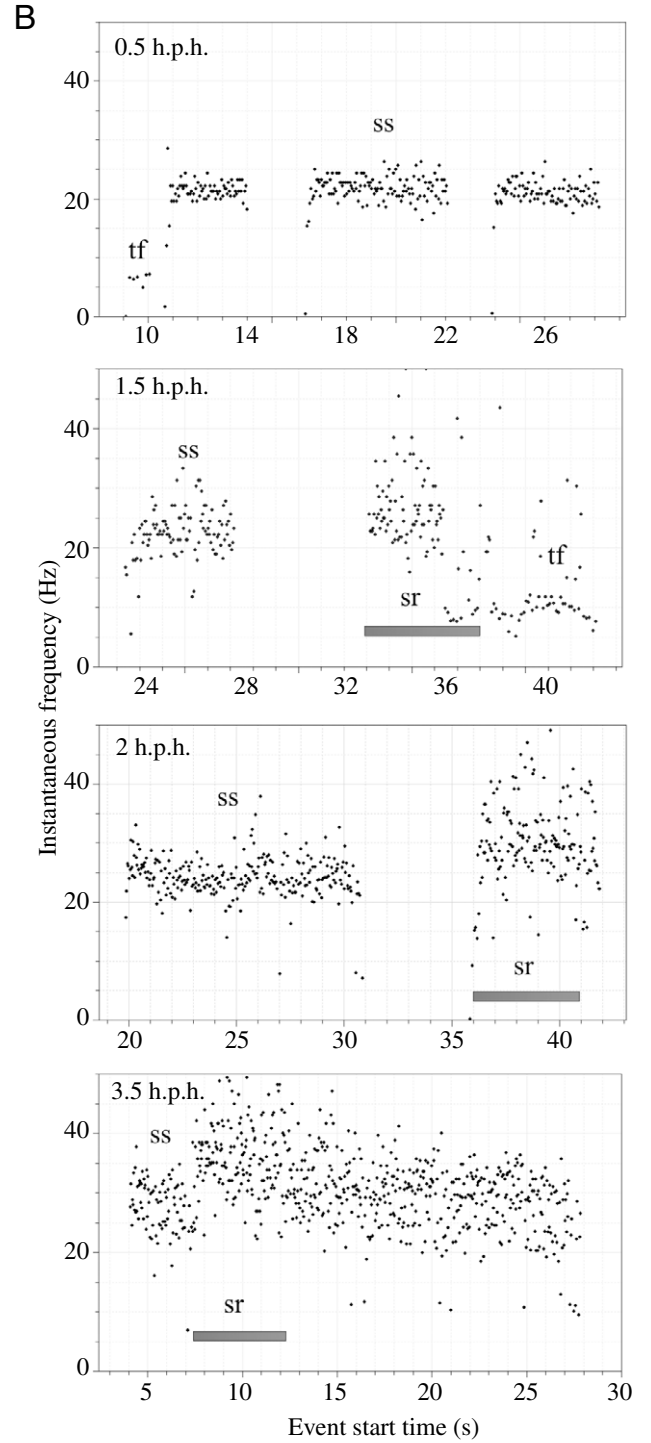 B
0.5 h.p.h.
40
ss
20
tf
0
10 14 18 22 26
1.5 h.p.h.
40
ss
20
tf
sr
0
24 28 32 36 40
Instantaneous frequency (Hz)
2 h.p.h.
40
ss
20
sr
0
20 25 30 35 40
3.5 h.p.h.
40
ss
20
sr
0
5 10 15 20 25 30
Event start time (s)